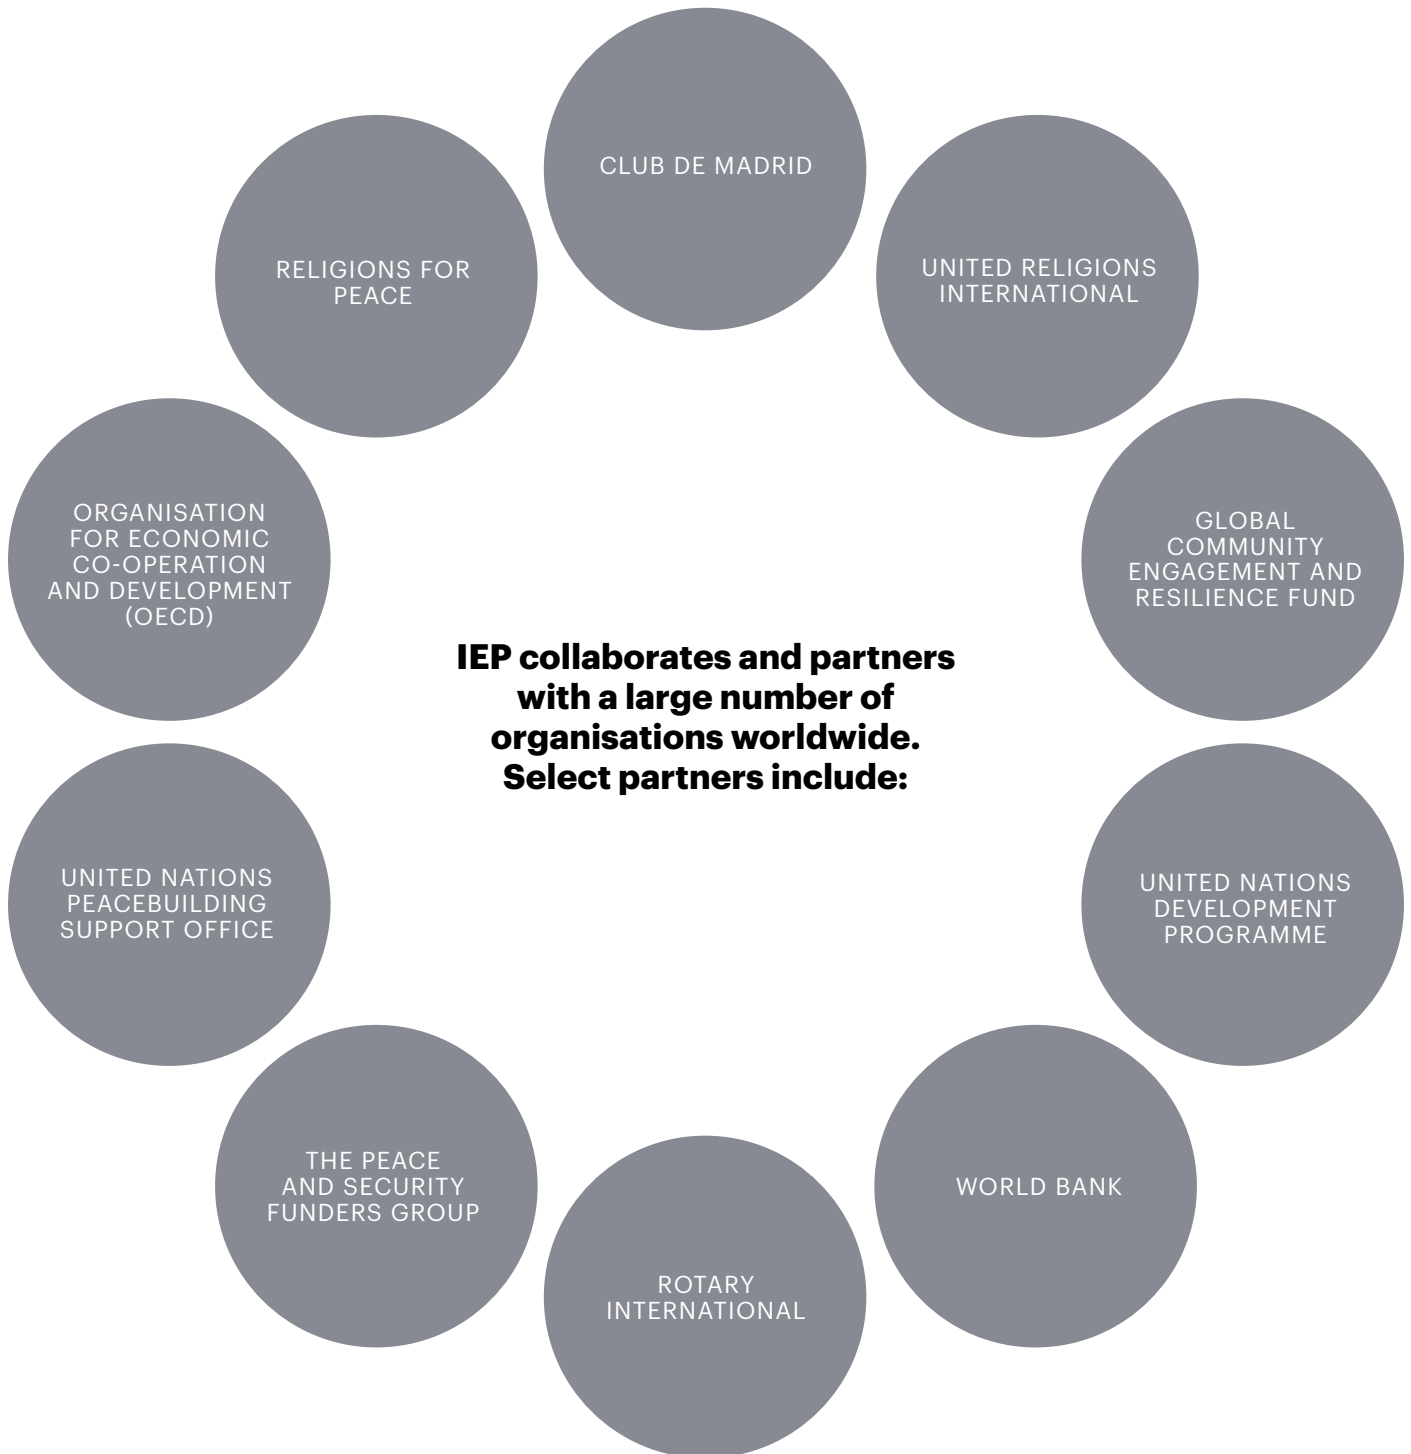 CLUB DE MADRID
RELIGIONS FOR
PEACE
UNITED RELIGIONS
INTERNATIONAL
ORGANISATION
FOR ECONOMIC
CO-OPERATION
AND DEVELOPMENT
(OECD)
GLOBAL
COMMUNITY
ENGAGEMENT AND
RESILIENCE FUND
IEP collaborates and partners
with a large number of
organisations worldwide.
Select partners include:
UNITED NATIONS
PEACEBUILDING
SUPPORT OFFICE
UNITED NATIONS
DEVELOPMENT
PROGRAMME
THE PEACE
AND SECURITY
FUNDERS GROUP
WORLD BANK
ROTARY
INTERNATIONAL